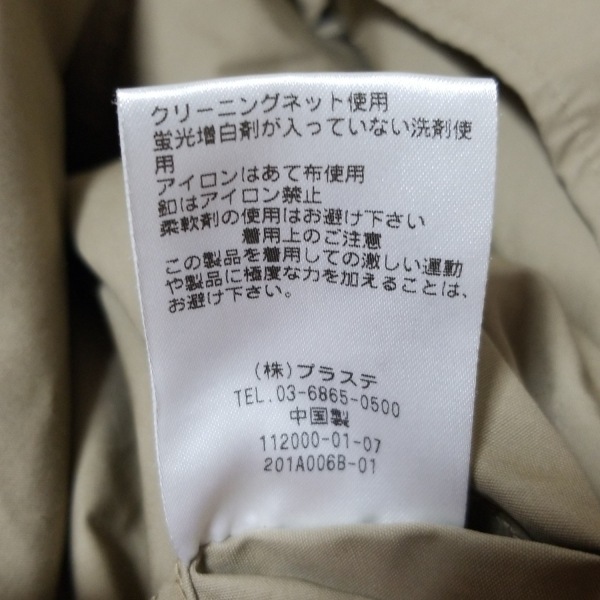 クリーニングネット使用
蛍光増白剤が入っていない洗剤使
用
アイロンはあて布使用
釦はアイロン禁止
柔軟剤の使用はお避け下さい
着用上のご注意
この製品を着用しての激しい運動
や製品に極度な力を加えることは、
お避け下さい。
(株)プラステ
TEL.03-6865-0500
中国製
112000-01-07
201A006B-01